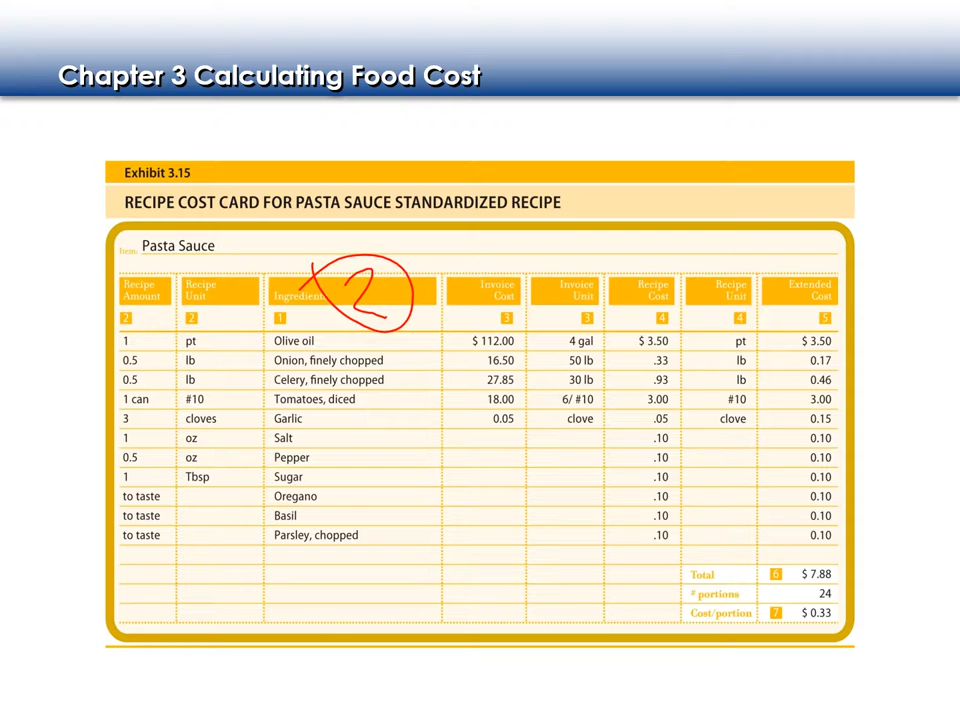 Chapter 3 Calculating Food Cost
Exhibit 3.15
RECIPE COST CARD FOR PASTA SAUCE STANDARDIZED RECIPE
Item: Pasta Sauce
Recipe Amount Recipe Unit Ingredient 2 Invoice Cost Invoice Unit Recipe Cost Recipe Unit Extended Cost
2 2 1 3 3 4 4 5
1 pt Olive oil $ 112.00 4 gal $ 3.50 pt $ 3.50
0.5 lb Onion, finely chopped 16.50 50 lb .33 lb 0.17
0.5 lb Celery, finely chopped 27.85 30 lb .93 lb 0.46
1 can #10 Tomatoes, diced 18.00 6/ #10 3.00 #10 3.00
3 cloves Garlic 0.05 clove .05 clove 0.15
1 oz Salt .10 0.10
0.5 oz Pepper .10 0.10
1 Tbsp Sugar .10 0.10
to taste Oregano .10 0.10
to taste Basil .10 0.10
to taste Parsley, chopped .10 0.10
Total 6 $ 7.88
# portions 24
Cost/portion 7 $ 0.33